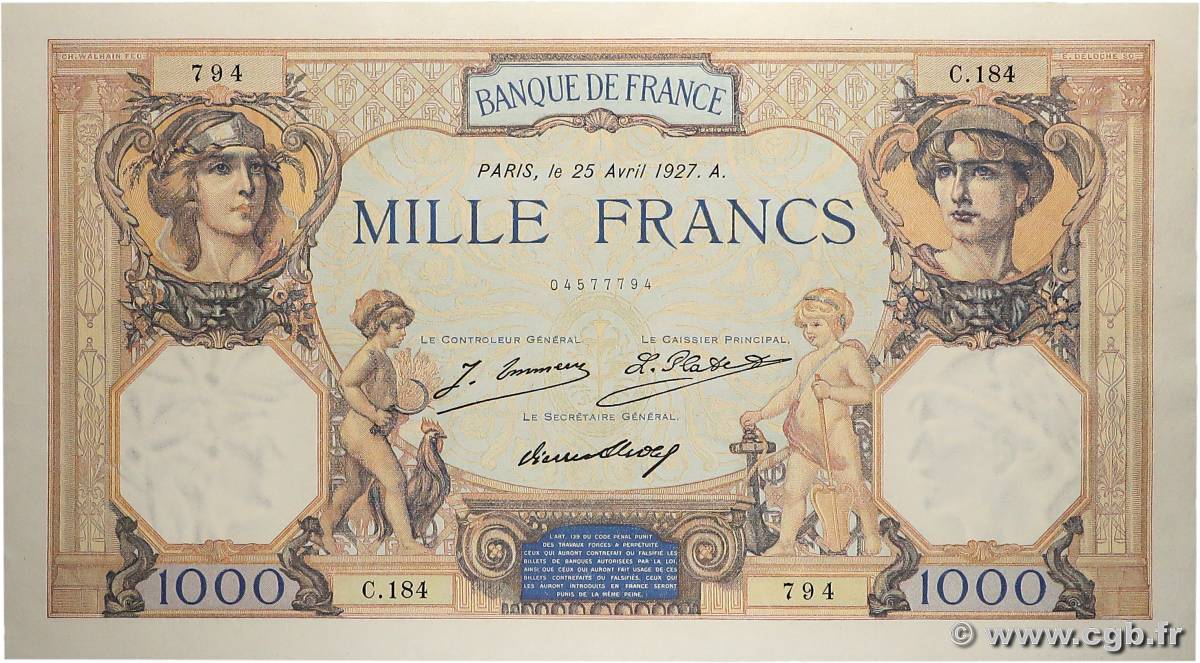 CH. WALHAIN FEC.
E. DELOCHE SC.
794
C.184
BANQUE DE FRANCE
PARIS, le 25 Avril 1927. A.
MILLE FRANCS
04577794
LE CONTROLEUR GÉNÉRAL.
LE CAISSIER PRINCIPAL,
LE SECRÉTAIRE GÉNÉRAL.
L'ART. 139 DU CODE PENAL PUNIT
DES TRAVAUX FORCES A PERPÉTUITÉ
CEUX QUI AURONT CONTREFAIT OU FALSIFIÉ LES
BILLETS DE BANQUES AUTORISÉES PAR LA LOI,
AINSI QUE CEUX QUI AURONT FAIT USAGE DE CES
BILLETS CONTREFAITS OU FALSIFIÉS. CEUX QUI
LES AURONT INTRODUITS EN FRANCE SERONT
PUNIS DE LA MÊME PEINE.
1000
C.184
794
1000
© www.cgb.fr